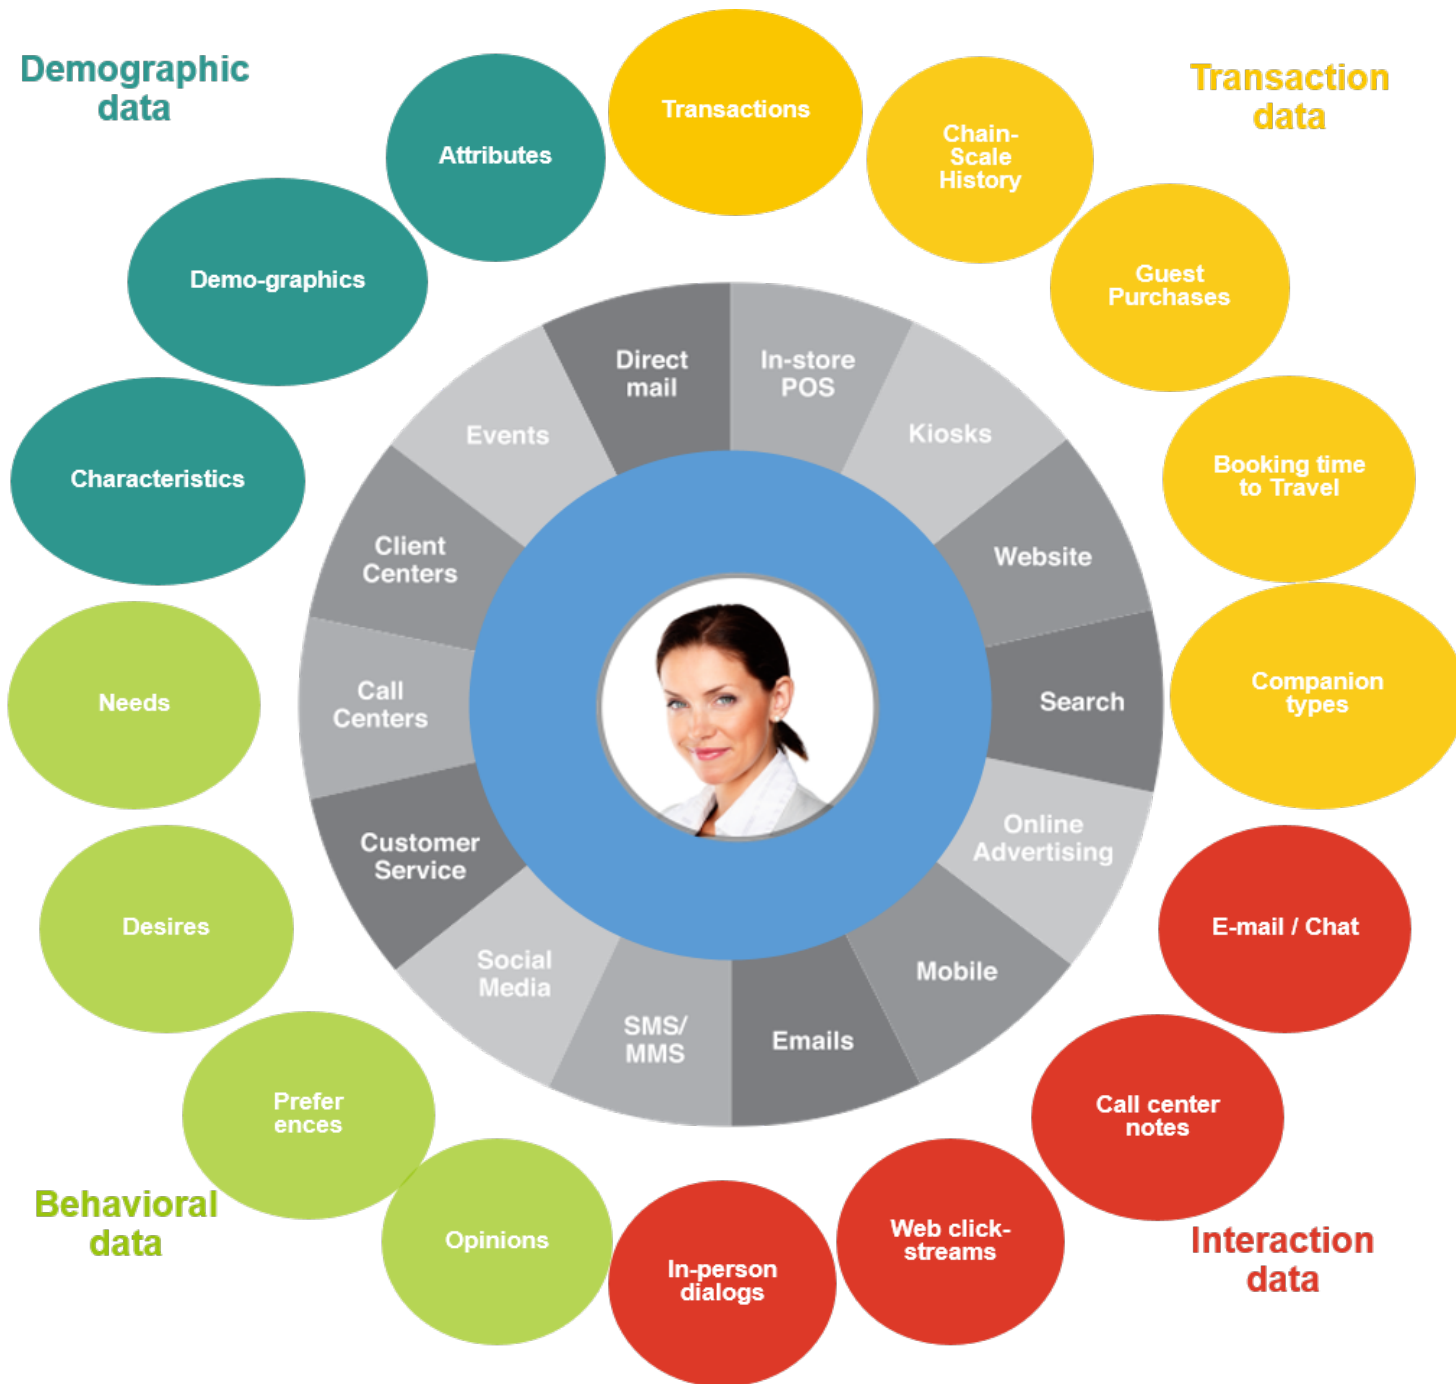 Demographic
data
Transaction
data
Attributes
Transactions
Chain-
Scale
History
Demo-graphics
Guest
Purchases
Characteristics
Booking time
to Travel
Needs
Companion
types
Desires
E-mail / Chat
Prefer
ences
Call center
notes
Opinions
Web click-
streams
In-person
dialogs
Behavioral
data
Interaction
data
Direct
mail
In-store
POS
Kiosks
Website
Search
Online
Advertising
Mobile
Emails
SMS/
MMS
Social
Media
Customer
Service
Call
Centers
Client
Centers
Events